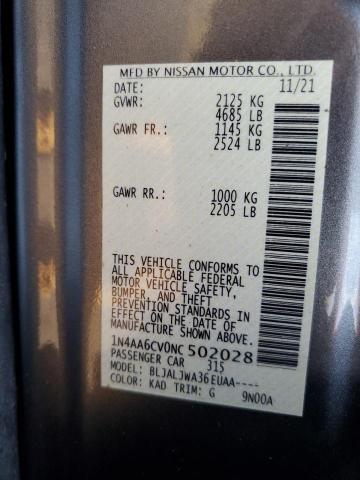 MFD BY NISSAN MOTOR CO., LTD.
DATE: 11/21
GVWR: 2125 KG
4685 LB
GAWR FR.: 1145 KG
2524 LB
GAWR RR.: 1000 KG
2205 LB
THIS VEHICLE CONFORMS TO
ALL APPLICABLE FEDERAL
MOTOR VEHICLE SAFETY,
BUMPER, AND THEFT
PREVENTION STANDARDS IN
EFFECT ON THE DATE OF
MANUFACTURE SHOWN ABOVE.
1N4AA6CV0NC 502028
PASSENGER CAR 315
BLJALJWA36EUAA----
COLOR: KAD TRIM: G 9N00A